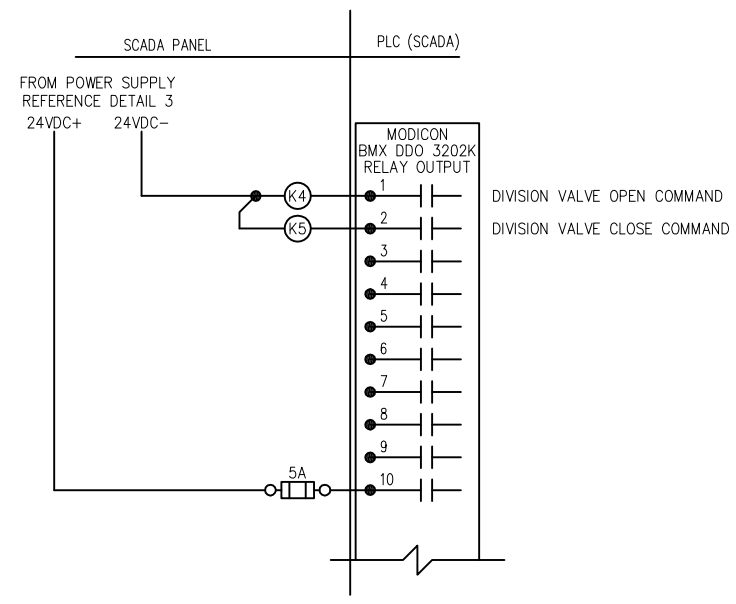 SCADA PANEL
PLC (SCADA)
FROM POWER SUPPLY
REFERENCE DETAIL 3
24VDC+ 24VDC-
MODICON
BMX DDO 3202K
RELAY OUTPUT
K4 1 DIVISION VALVE OPEN COMMAND
K5 2 DIVISION VALVE CLOSE COMMAND
3
4
5
6
7
8
9
5A 10